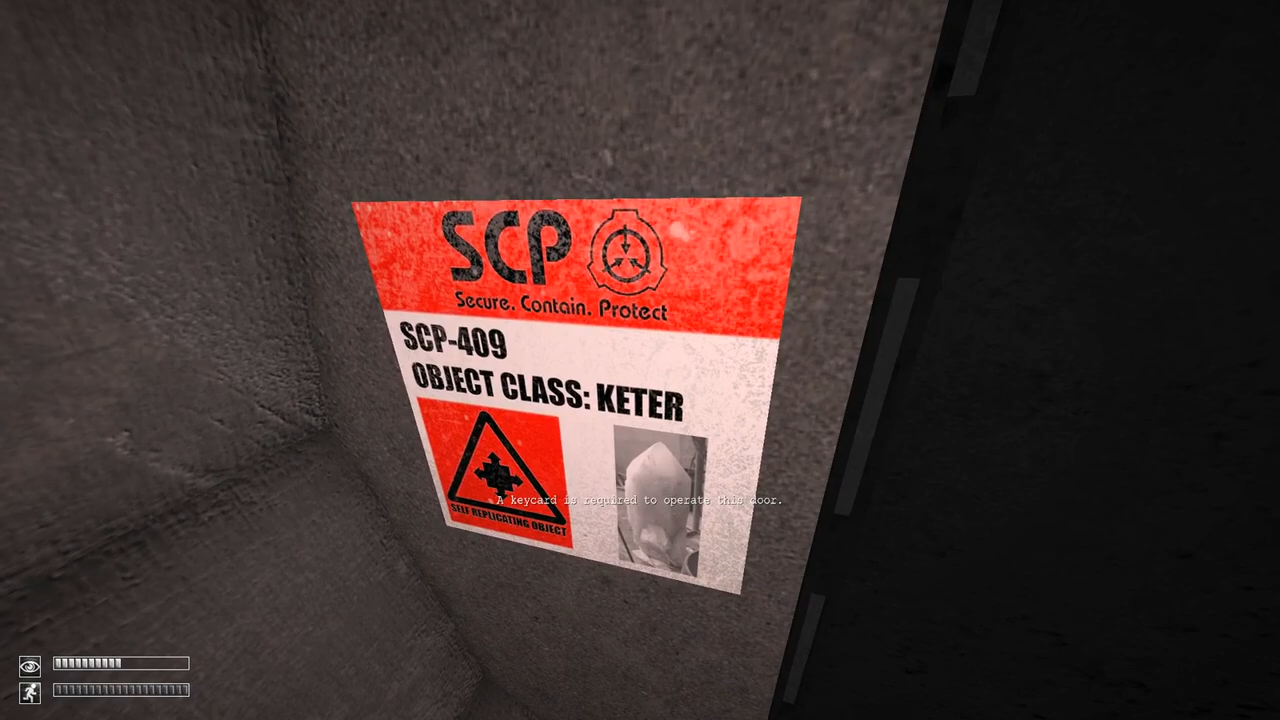 SCP
Secure. Contain. Protect
SCP-409
OBJECT CLASS: KETER
A keycard is required to operate this door.
SELF REPLICATING OBJECT